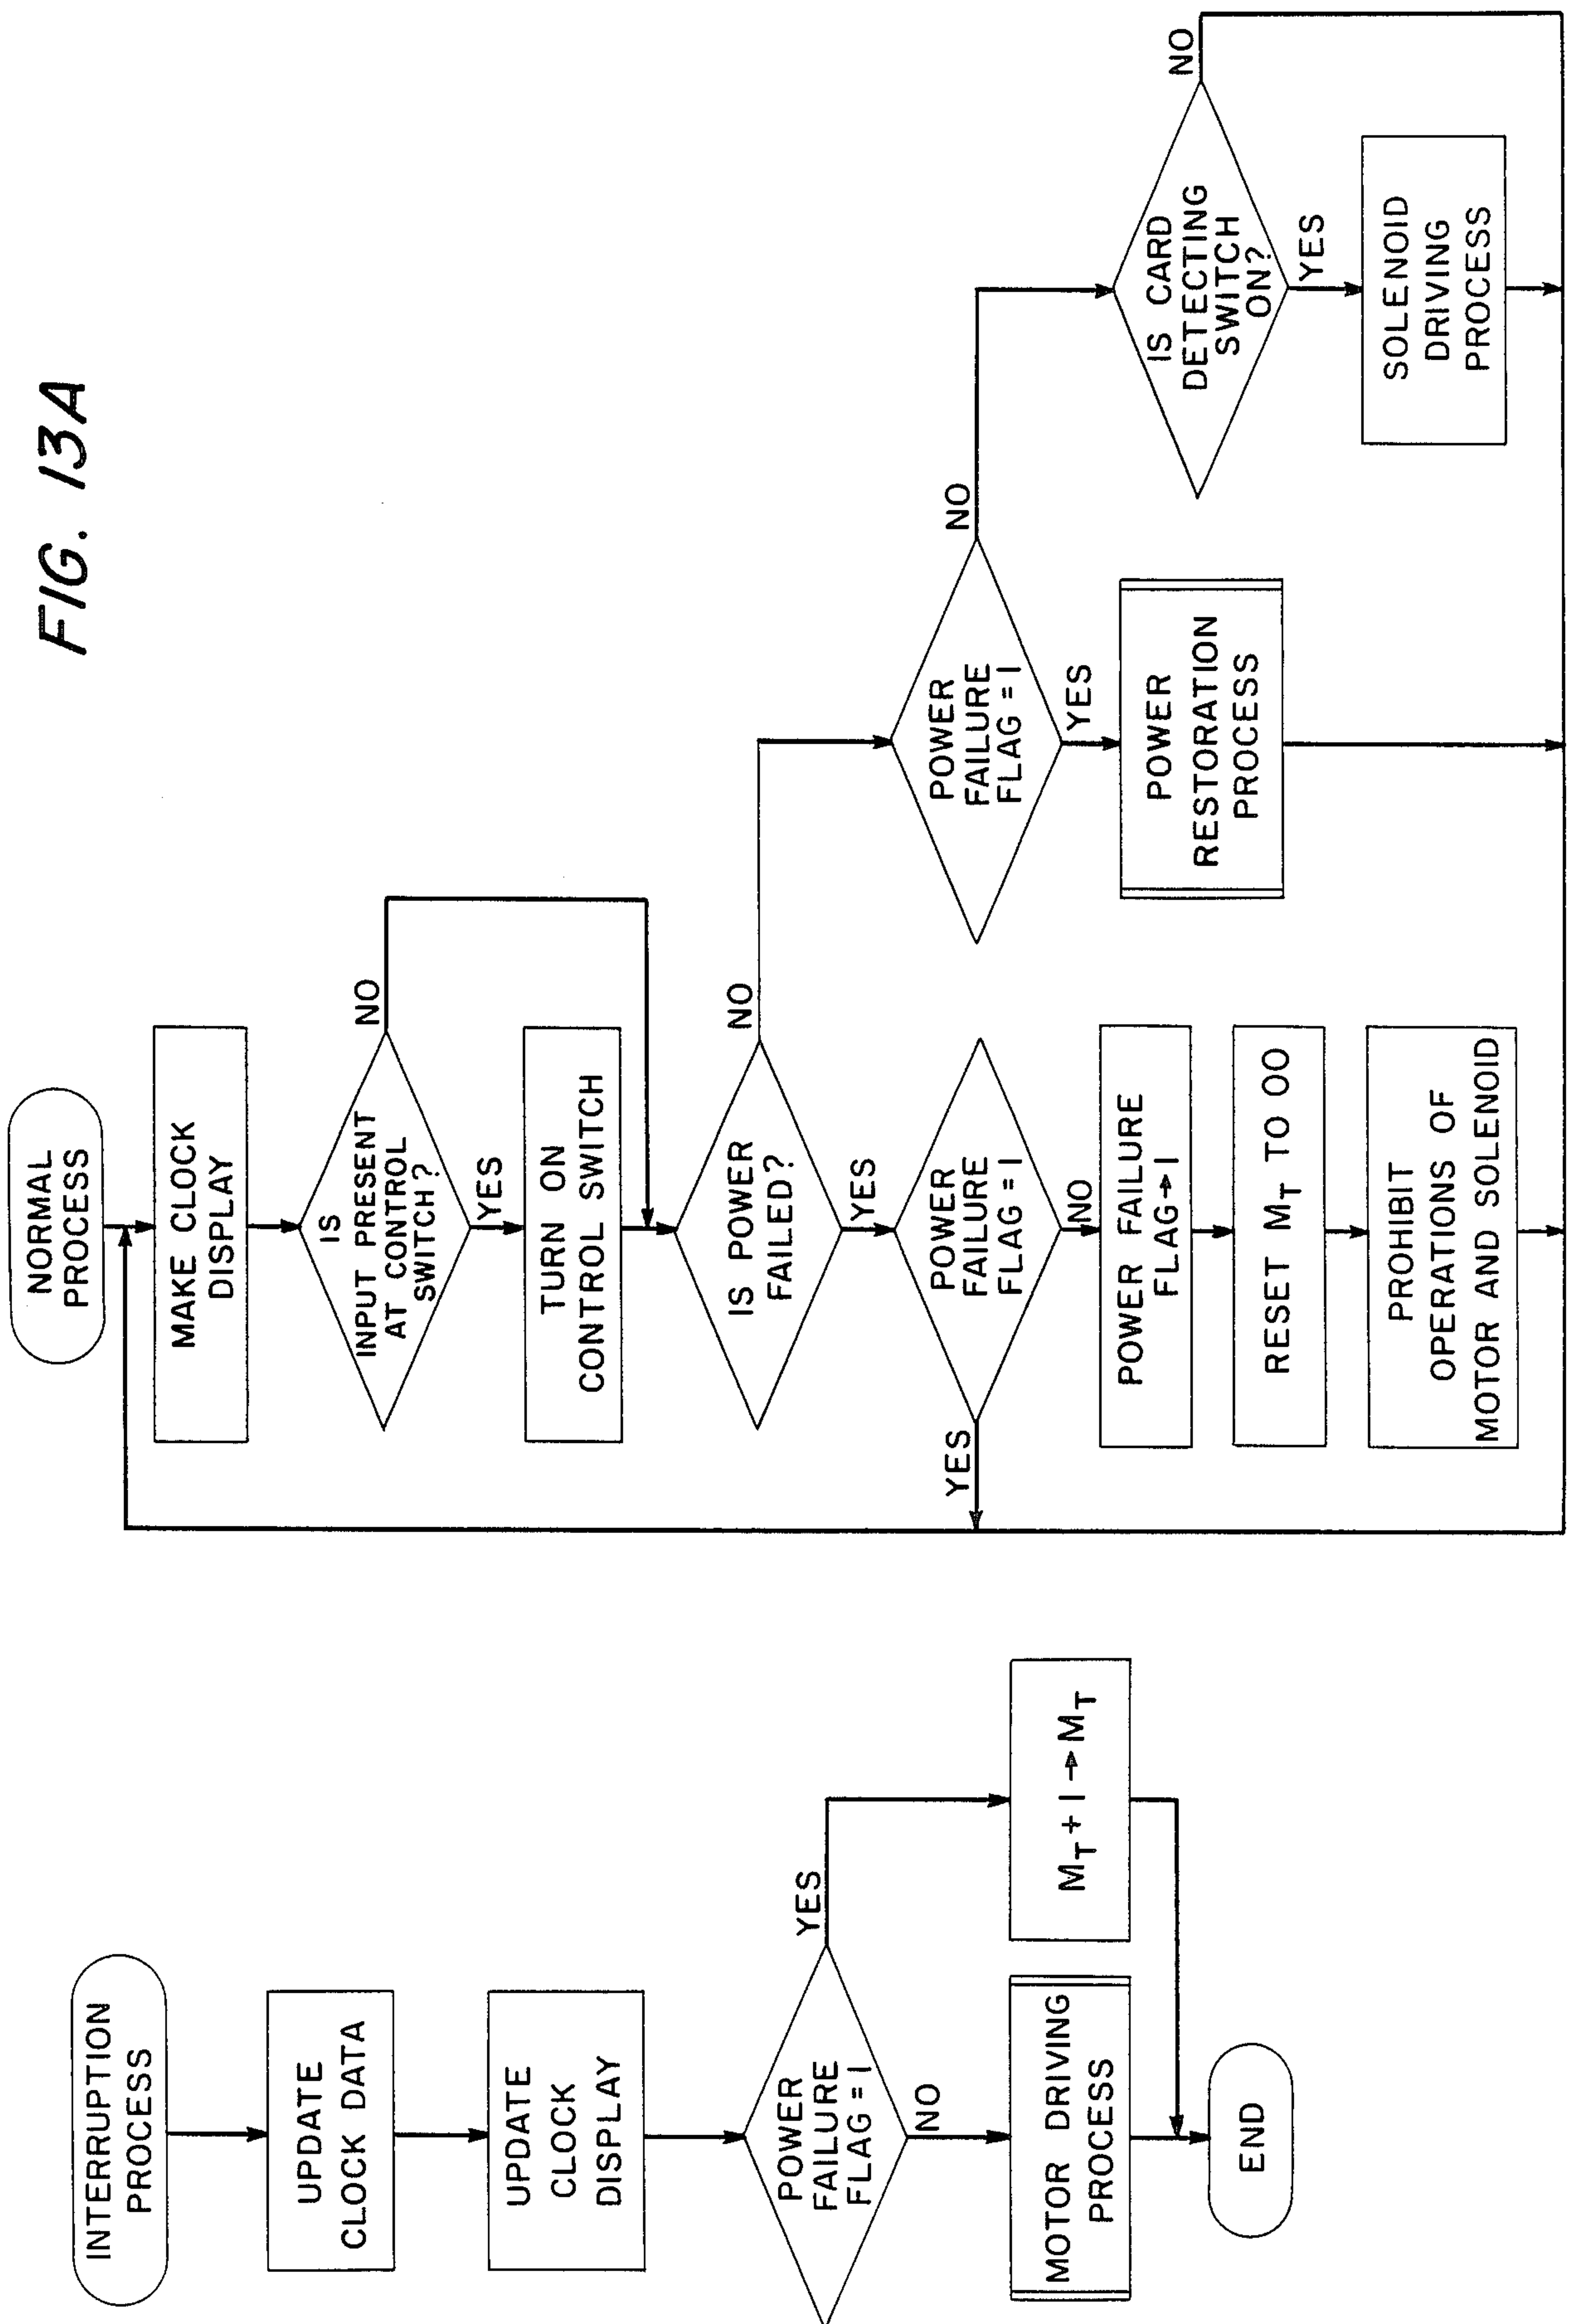 FIG. 13A
INTERRUPTION
PROCESS
UPDATE
CLOCK DATA
UPDATE
CLOCK
DISPLAY
POWER
FAILURE
FLAG = 1
YES
NO
MOTOR DRIVING
PROCESS
MT + 1 → MT
END
NORMAL
PROCESS
MAKE CLOCK
DISPLAY
IS
INPUT PRESENT
AT CONTROL
SWITCH?
NO
YES
TURN ON
CONTROL SWITCH
IS POWER
FAILED?
NO
YES
POWER
FAILURE
FLAG = 1
YES
NO
POWER FAILURE
FLAG → 1
RESET MT TO 00
PROHIBIT
OPERATIONS OF
MOTOR AND SOLENOID
POWER
FAILURE
FLAG = 1
NO
YES
POWER
RESTORATION
PROCESS
IS CARD
DETECTING
SWITCH
ON?
NO
YES
SOLENOID
DRIVING
PROCESS